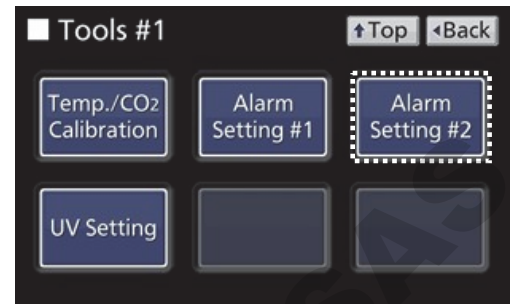 Tools #1
↑Top
◂Back
Temp./CO2
Calibration
Alarm
Setting #1
Alarm
Setting #2
UV Setting